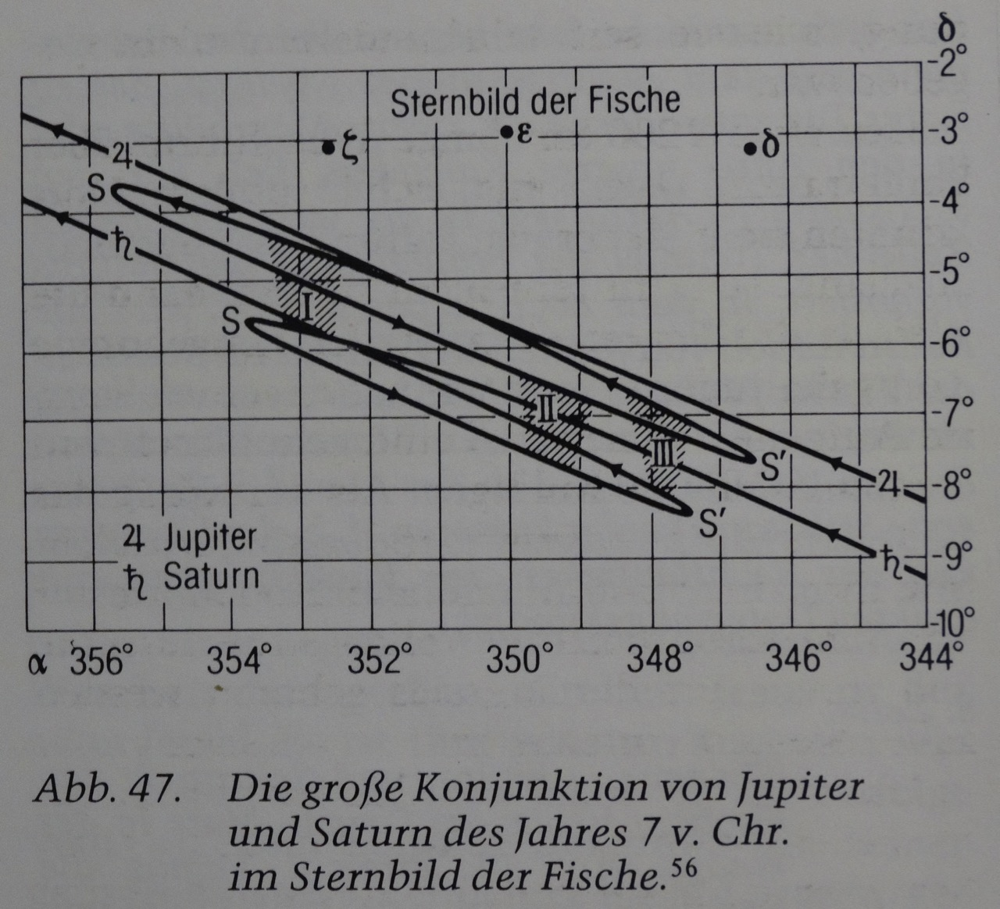 δ
-2°
Sternbild der Fische
-3°
ζ
ε
δ
♃
S
-4°
♄
-5°
I
S
-6°
II
-7°
III
S′
♃
-8°
S′
♃ Jupiter
♄
-9°
♄ Saturn
-10°
α 356° 354° 352° 350° 348° 346° 344°
Abb. 47. Die große Konjunktion von Jupiter
und Saturn des Jahres 7 v. Chr.
im Sternbild der Fische.⁵⁶